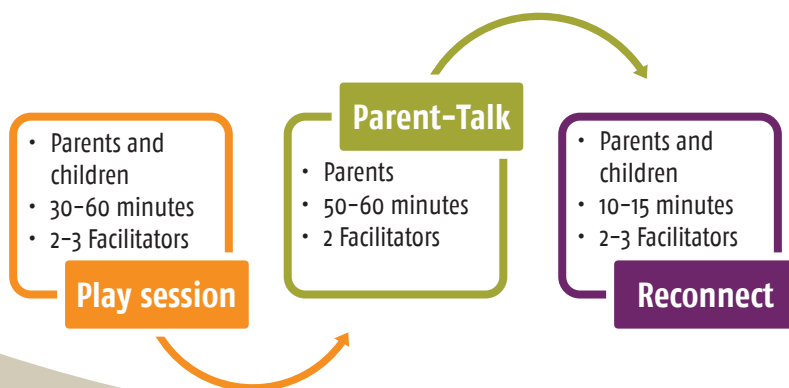 • Parents and
children
• 30-60 minutes
• 2-3 Facilitators
Play session
Parent-Talk
• Parents
• 50-60 minutes
• 2 Facilitators
• Parents and
children
• 10-15 minutes
• 2-3 Facilitators
Reconnect